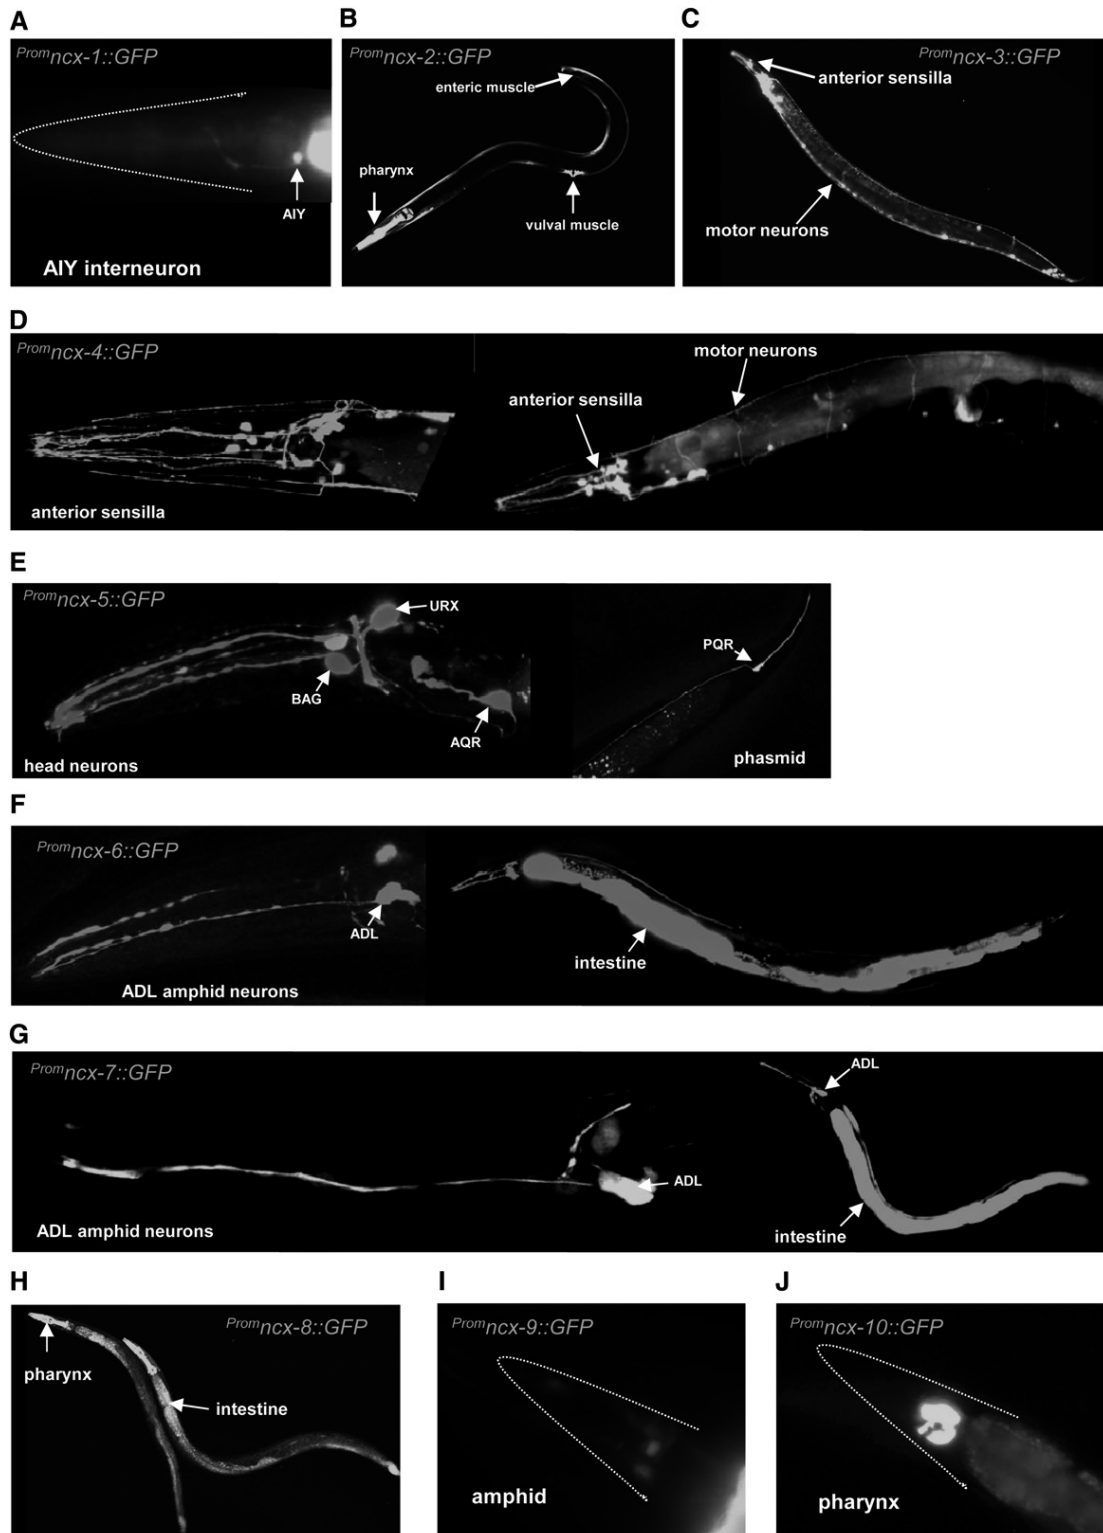 A
B
C
Promncx-1::GFP
AIY
AIY interneuron
Promncx-2::GFP
enteric muscle
pharynx
vulval muscle
Promncx-3::GFP
anterior sensilla
motor neurons
D
Promncx-4::GFP
anterior sensilla
motor neurons
anterior sensilla
E
Promncx-5::GFP
URX
BAG
AQR
head neurons
PQR
phasmid
F
Promncx-6::GFP
ADL
ADL amphid neurons
intestine
G
Promncx-7::GFP
ADL
ADL amphid neurons
ADL
intestine
H
I
J
Promncx-8::GFP
pharynx
intestine
Promncx-9::GFP
amphid
Promncx-10::GFP
pharynx